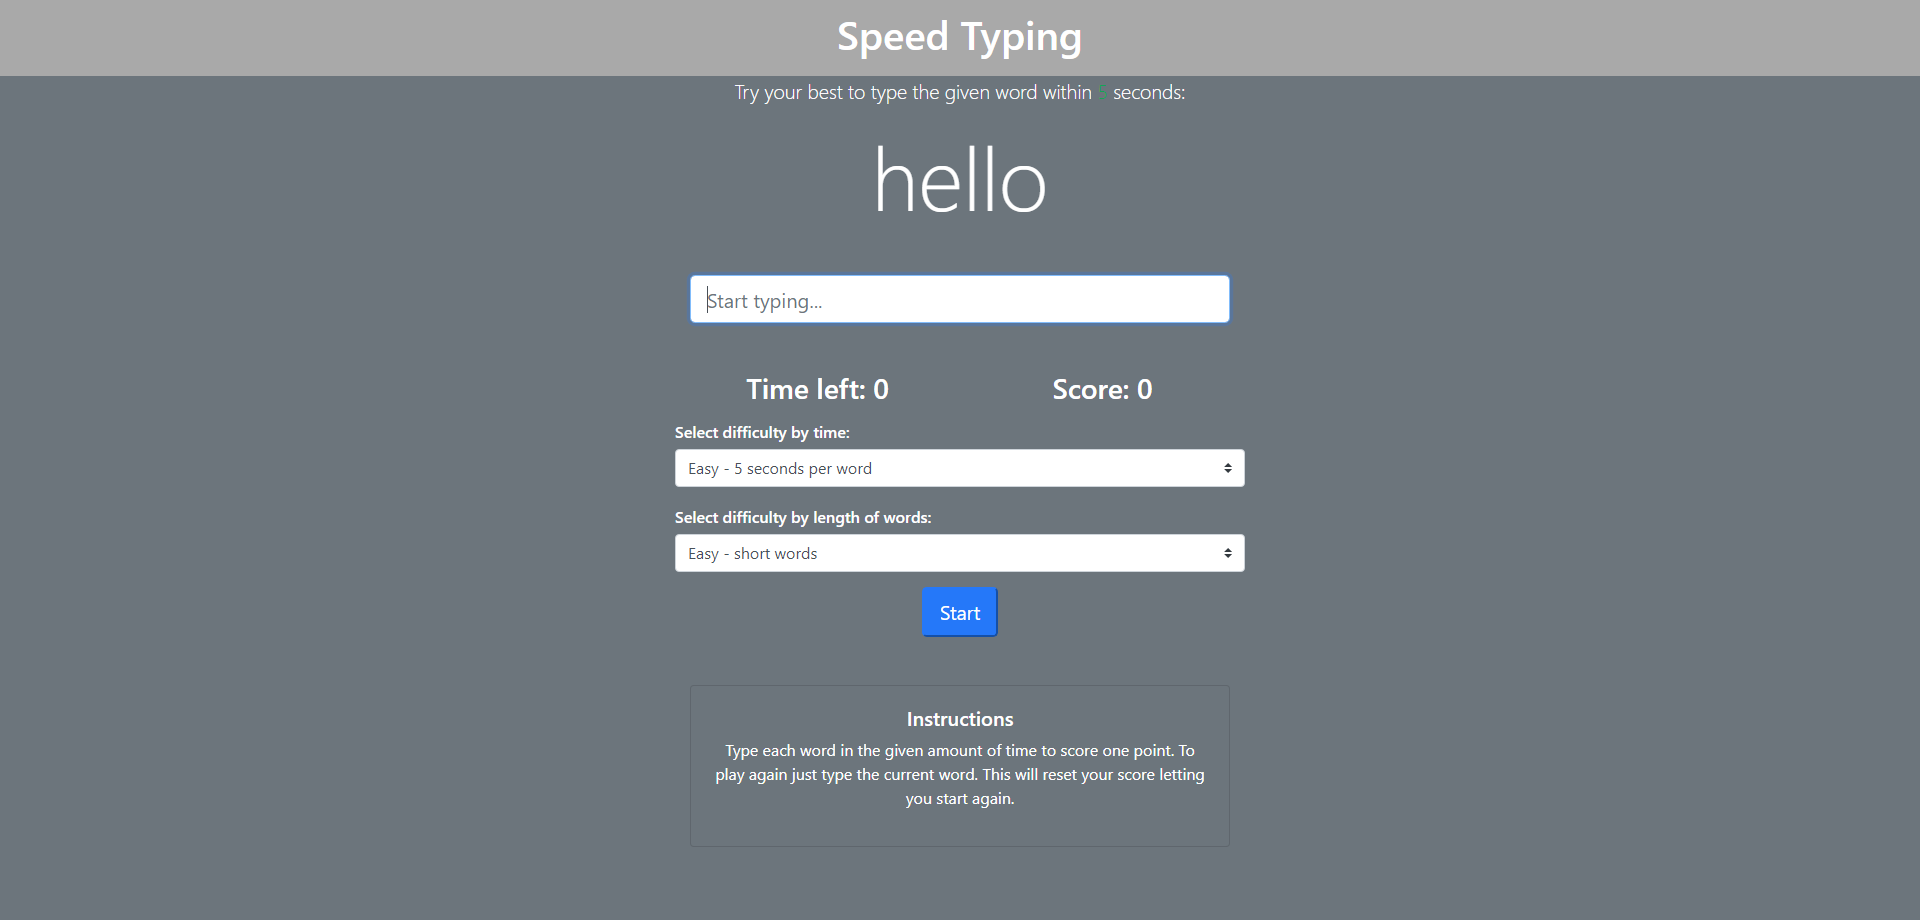 Speed Typing
Try your best to type the given word within 5 seconds:
hello
Start typing...
Time left: 0 Score: 0
Select difficulty by time:
Easy - 5 seconds per word
Select difficulty by length of words:
Easy - short words
Start
Instructions
Type each word in the given amount of time to score one point. To
play again just type the current word. This will reset your score letting
you start again.